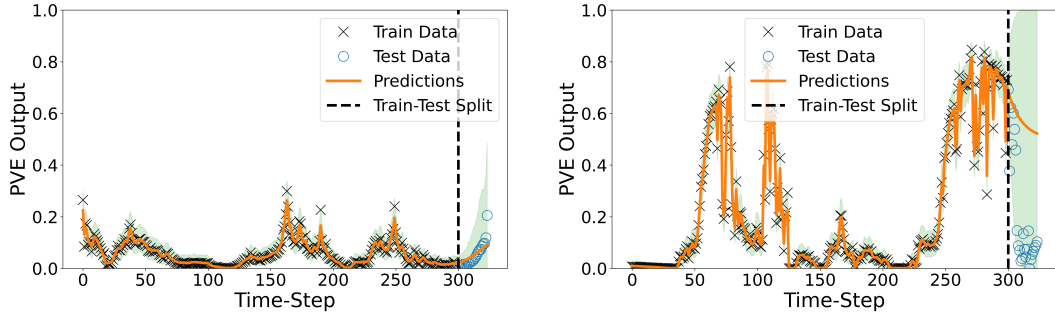 1.0
0.8
0.6
0.4
0.2
0.0
PVE Output
0 50 100 150 200 250 300
Time-Step
Train Data
Test Data
Predictions
Train-Test Split
1.0
0.8
0.6
0.4
0.2
0.0
PVE Output
0 50 100 150 200 250 300
Time-Step
Train Data
Test Data
Predictions
Train-Test Split